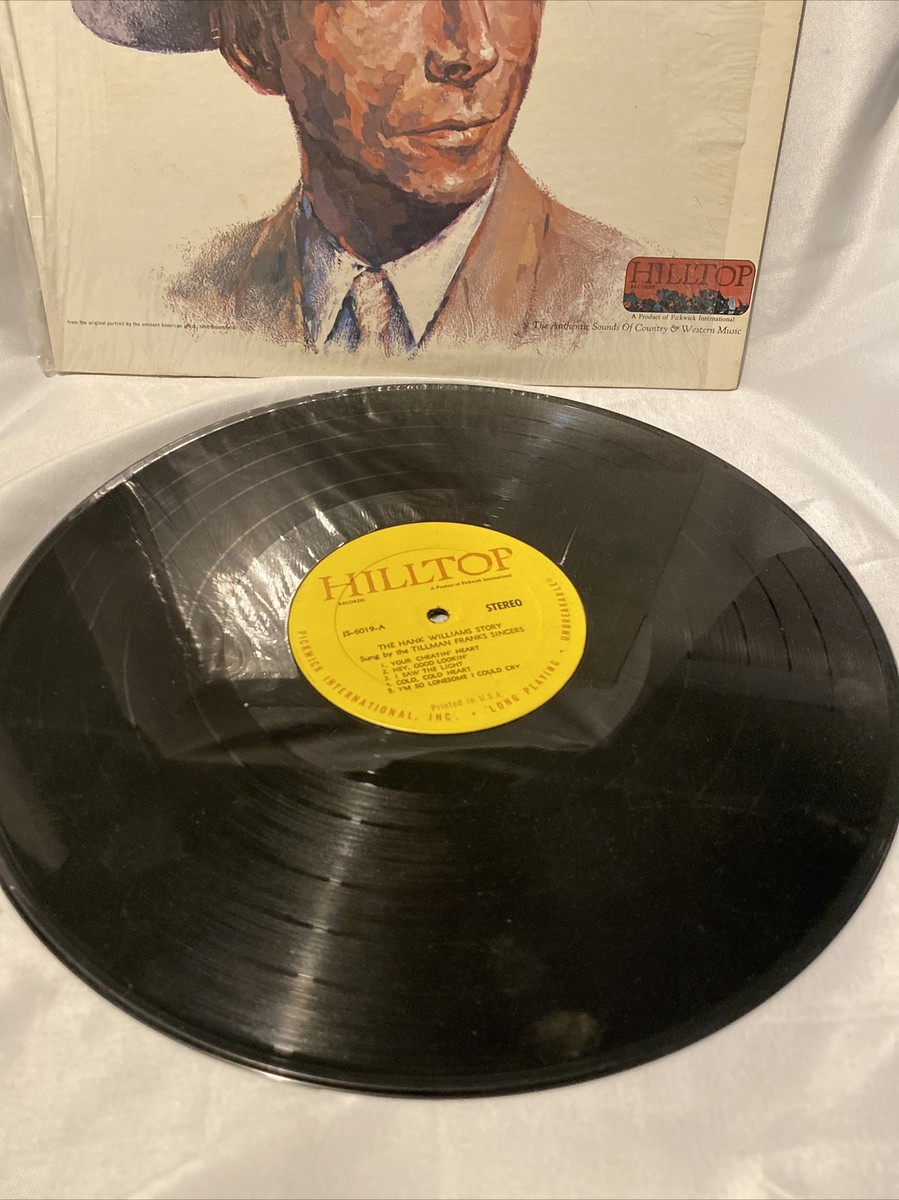 HILLTOP
RECORDS
A Product of Pickwick International
The Authentic Sounds Of Country & Western Music
from the original portrait by the eminent American artist, John
HILLTOP
RECORDS
A Product of Pickwick International
JS-6019-A
STEREO
THE HANK WILLIAMS STORY
Sung by the TILLMAN FRANKS SINGERS
1. YOUR CHEATIN' HEART
2. HEY, GOOD LOOKIN'
3. I SAW THE LIGHT
4. COLD, COLD HEART
5. I'M SO LONESOME I COULD CRY
Printed in U.S.A.
PICKWICK INTERNATIONAL, INC. • LONG PLAYING • UNBREAKABLE